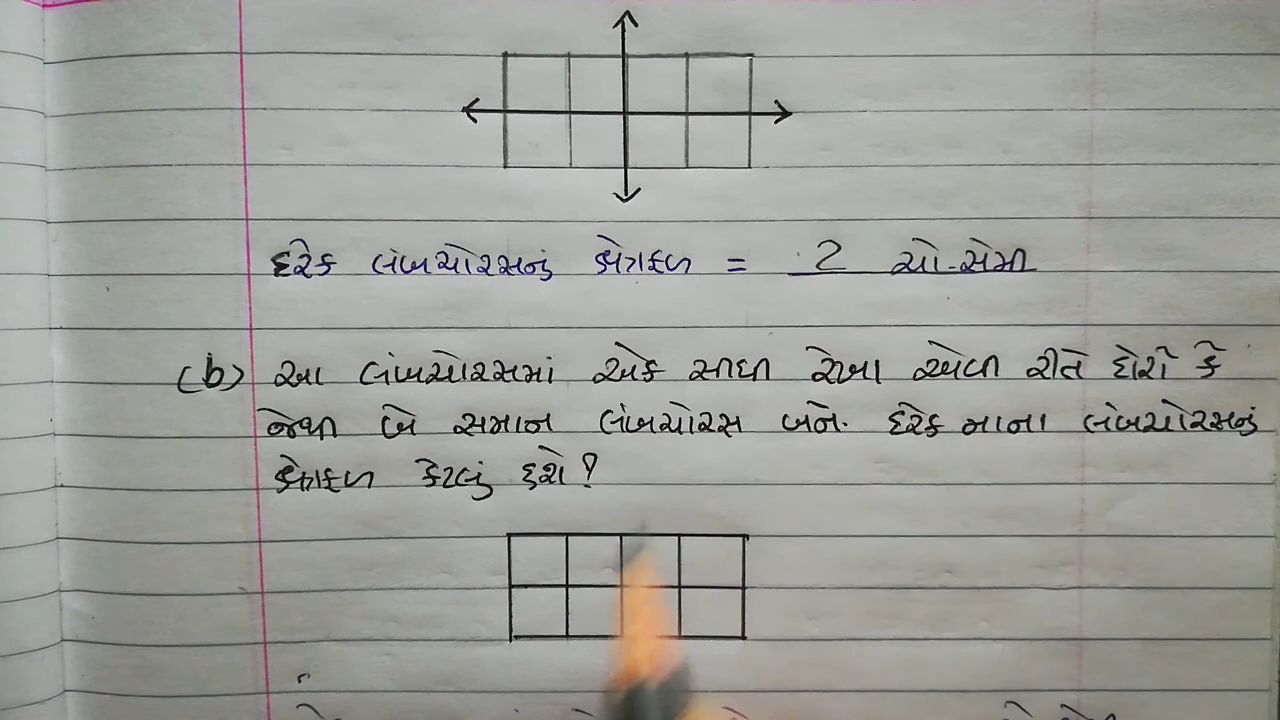 દરેક લંબચોરસનું ક્ષેત્રફળ = 2 ચો.સેમી
(b) આ લંબચોરસમાં એક સીધી રેખા એવી રીતે દોરો કે
જેથી બે સમાન લંબચોરસ બને. દરેક નાના લંબચોરસનું
ક્ષેત્રફળ કેટલું હશે?